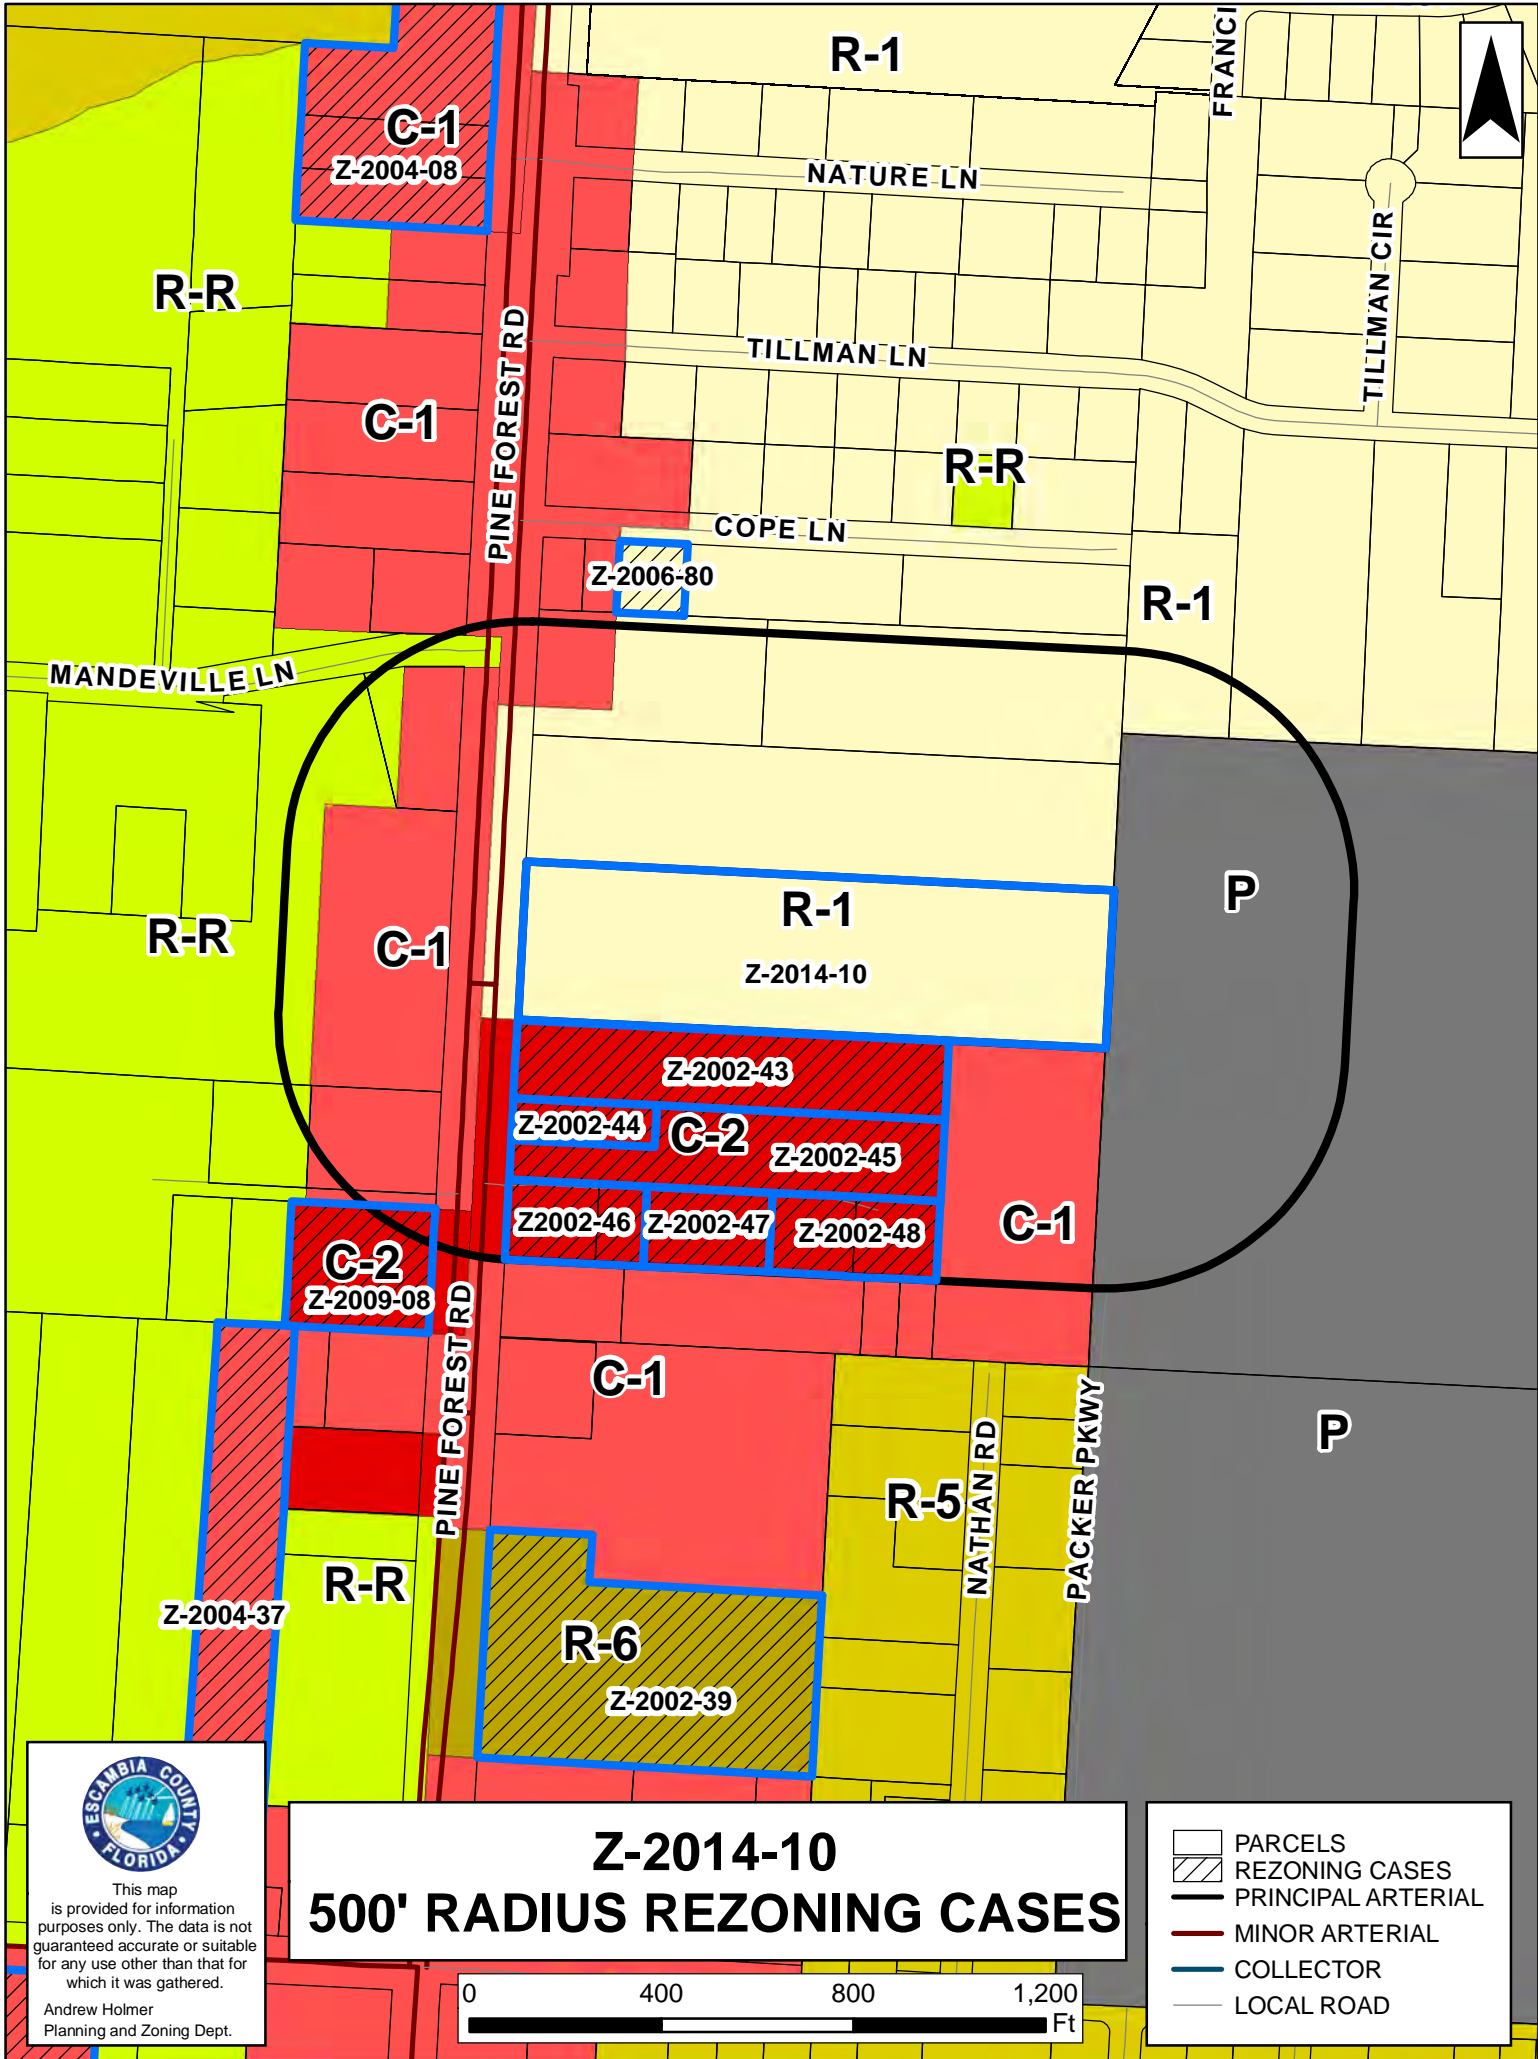 R-1
FRANCI
C-1
Z-2004-08
NATURE LN
TILLMAN CIR
R-R
PINE FOREST RD
TILLMAN LN
C-1
R-R
COPE LN
Z-2006-80
R-1
MANDEVILLE LN
R-1
P
R-R
C-1
Z-2014-10
Z-2002-43
Z-2002-44
C-2
Z-2002-45
Z2002-46
Z-2002-47
Z-2002-48
C-1
C-2
Z-2009-08
PINE FOREST RD
C-1
PACKER PKWY
NATHAN RD
P
R-5
R-R
Z-2004-37
R-6
Z-2002-39
ESCAMBIA COUNTY
FLORIDA
This map
is provided for information
purposes only. The data is not
guaranteed accurate or suitable
for any use other than that for
which it was gathered.
Andrew Holmer
Planning and Zoning Dept.
Z-2014-10
500' RADIUS REZONING CASES
0 400 800 1,200
Ft
PARCELS
REZONING CASES
PRINCIPAL ARTERIAL
MINOR ARTERIAL
COLLECTOR
LOCAL ROAD